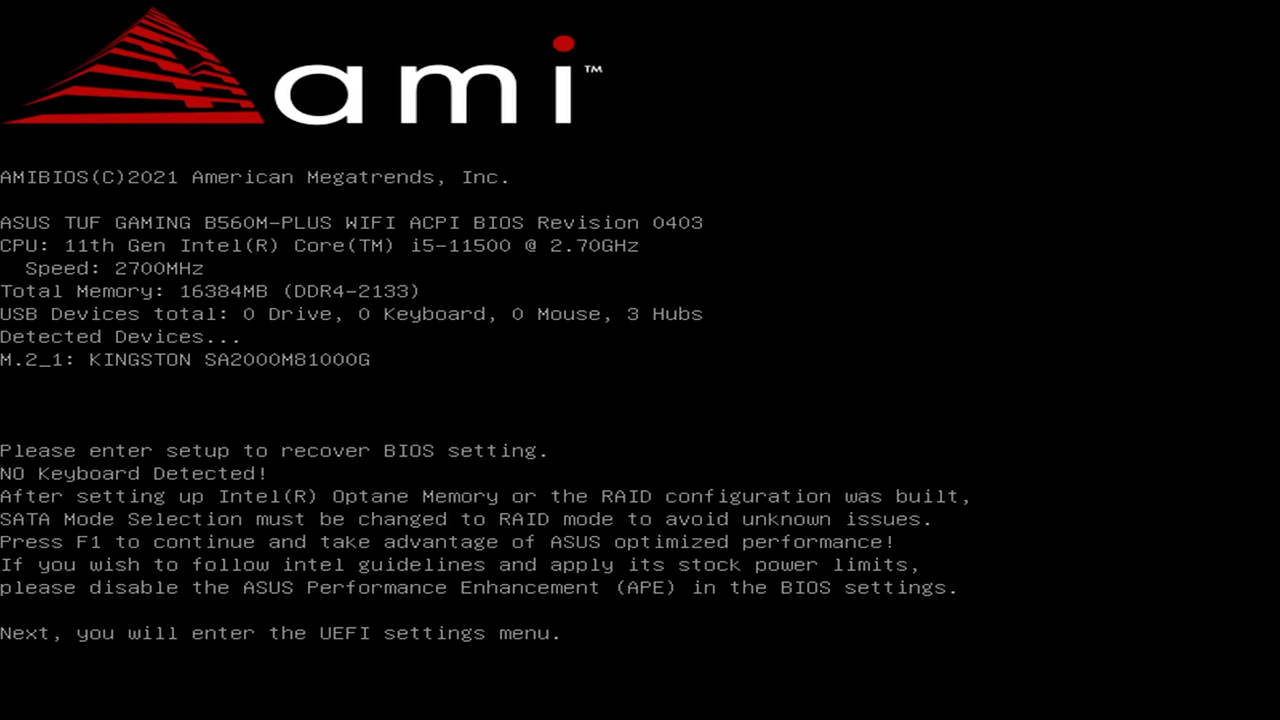 ami™
AMIBIOS(C)2021 American Megatrends, Inc.
ASUS TUF GAMING B560M-PLUS WIFI ACPI BIOS Revision 0403
CPU: 11th Gen Intel(R) Core(TM) i5-11500 @ 2.70GHz
Speed: 2700MHz
Total Memory: 16384MB (DDR4-2133)
USB Devices total: 0 Drive, 0 Keyboard, 0 Mouse, 3 Hubs
Detected Devices...
M.2_1: KINGSTON SA2000M81000G
Please enter setup to recover BIOS setting.
NO Keyboard Detected!
After setting up Intel(R) Optane Memory or the RAID configuration was built,
SATA Mode Selection must be changed to RAID mode to avoid unknown issues.
Press F1 to continue and take advantage of ASUS optimized performance!
If you wish to follow intel guidelines and apply its stock power limits,
please disable the ASUS Performance Enhancement (APE) in the BIOS settings.
Next, you will enter the UEFI settings menu.